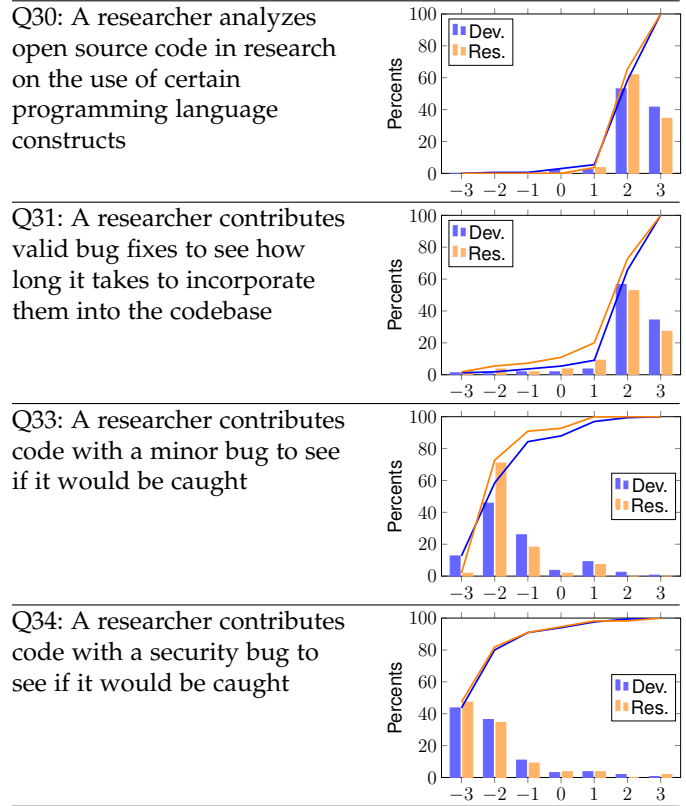 Q30: A researcher analyzes
open source code in research
on the use of certain
programming language
constructs
Percents
100
80
60
40
20
0
Dev.
Res.
−3 −2 −1 0 1 2 3
Q31: A researcher contributes
valid bug fixes to see how
long it takes to incorporate
them into the codebase
Percents
100
80
60
40
20
0
Dev.
Res.
−3 −2 −1 0 1 2 3
Q33: A researcher contributes
code with a minor bug to see
if it would be caught
Percents
100
80
60
40
20
0
Dev.
Res.
−3 −2 −1 0 1 2 3
Q34: A researcher contributes
code with a security bug to
see if it would be caught
Percents
100
80
60
40
20
0
Dev.
Res.
−3 −2 −1 0 1 2 3